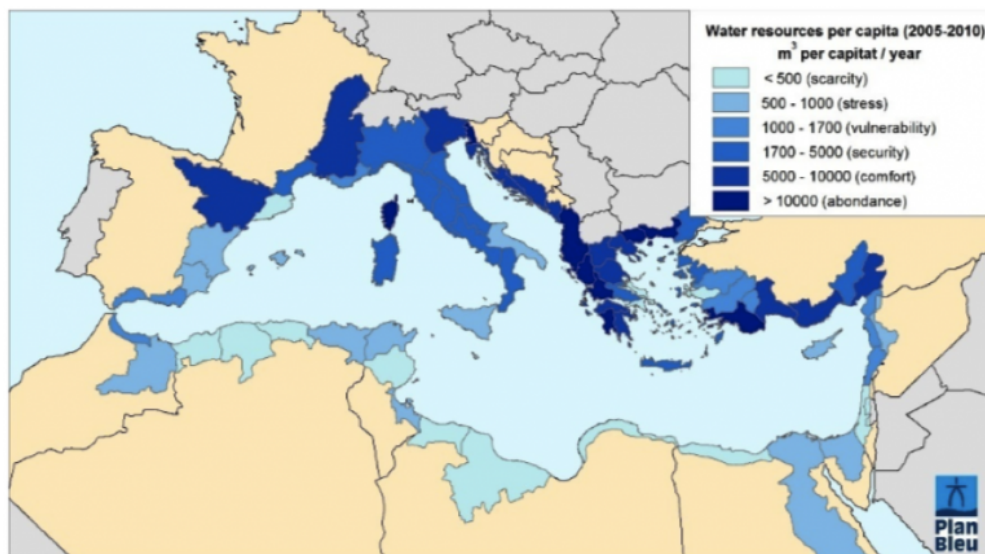 Water resources per capita (2005-2010)
m³ per capitat / year
< 500 (scarcity)
500 - 1000 (stress)
1000 - 1700 (vulnerability)
1700 - 5000 (security)
5000 - 10000 (comfort)
> 10000 (abondance)
Plan
Bleu